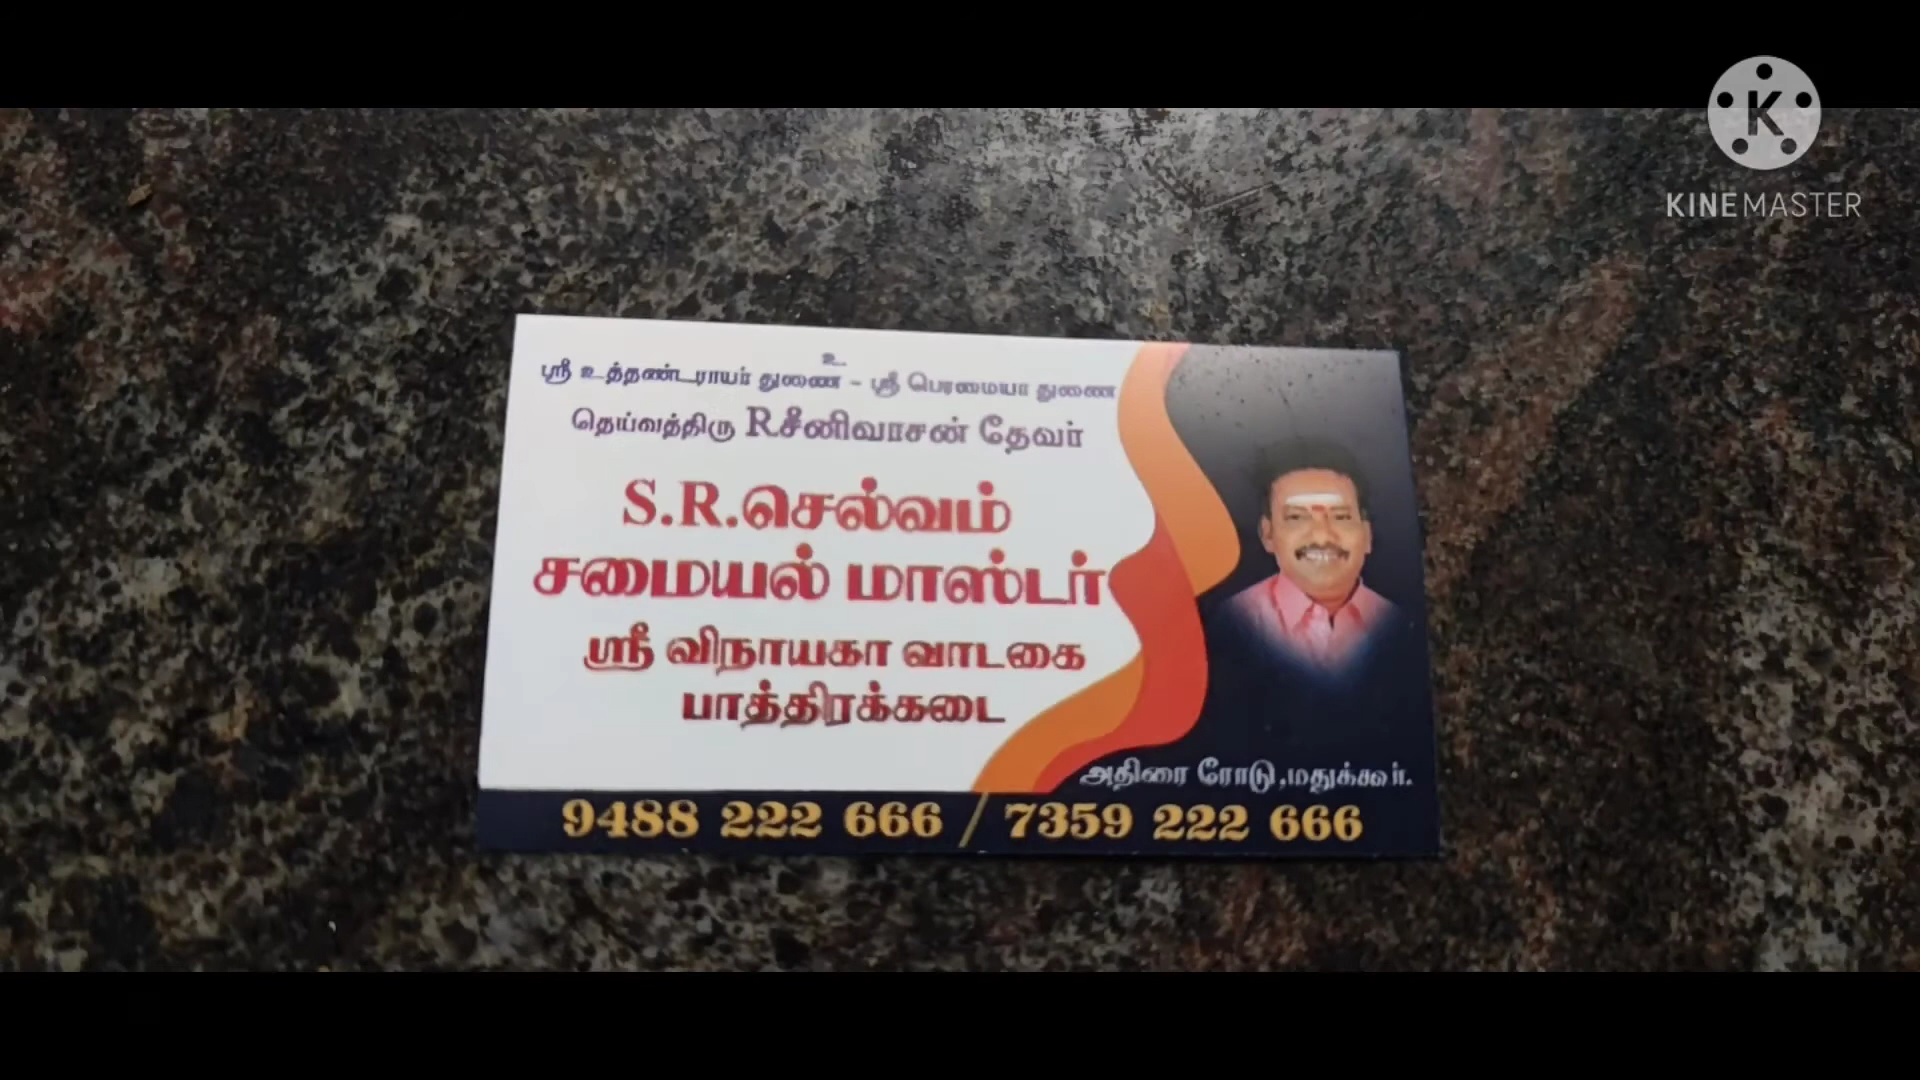 உ
ஸ்ரீ உத்தண்டராயர் துணை - ஸ்ரீ பெரமையா துணை
தெய்வத்திரு R சீனிவாசன் தேவர்
S.R.செல்வம்
சமையல் மாஸ்டர்
ஸ்ரீ விநாயகா வாடகை
பாத்திரக்கடை
அதிரை ரோடு,மதுக்கூர்.
9488 222 666 / 7359 222 666
K
KINEMASTER